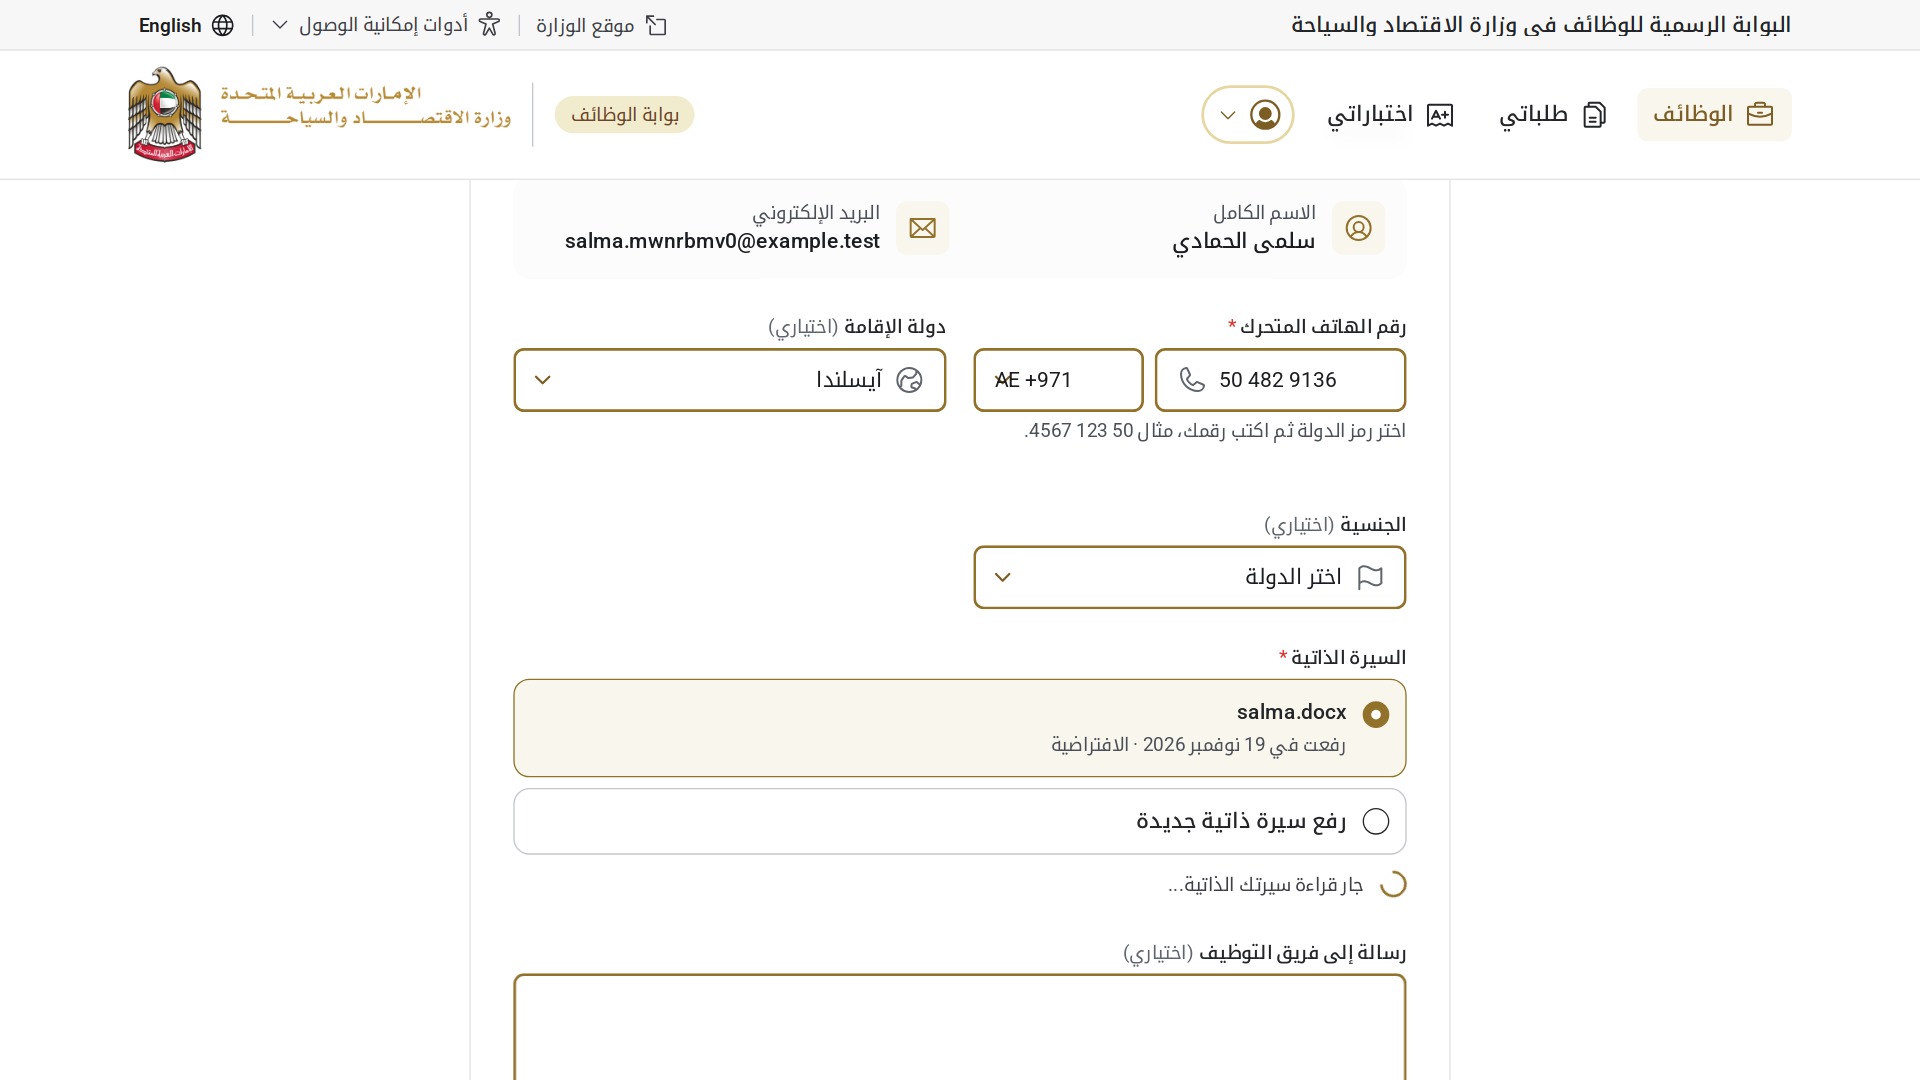 البوابة الرسمية للوظائف في وزارة الاقتصاد والسياحة
موقع الوزارة
أدوات إمكانية الوصول
English
الوظائف
طلباتي
اختباراتي
بوابة الوظائف
الإمارات العربية المتحدة
وزارة الاقتصاد والسياحة
الاسم الكامل
سلمى الحمادي
البريد الإلكتروني
salma.mwnrbmv0@example.test
رقم الهاتف المتحرك *
50 482 9136
AE +971
اختر رمز الدولة ثم اكتب رقمك، مثال 50 123 4567.
دولة الإقامة (اختياري)
آيسلندا
الجنسية (اختياري)
اختر الدولة
السيرة الذاتية *
salma.docx
رفعت في 19 نوفمبر 2026 · الافتراضية
رفع سيرة ذاتية جديدة
جار قراءة سيرتك الذاتية...
رسالة إلى فريق التوظيف (اختياري)